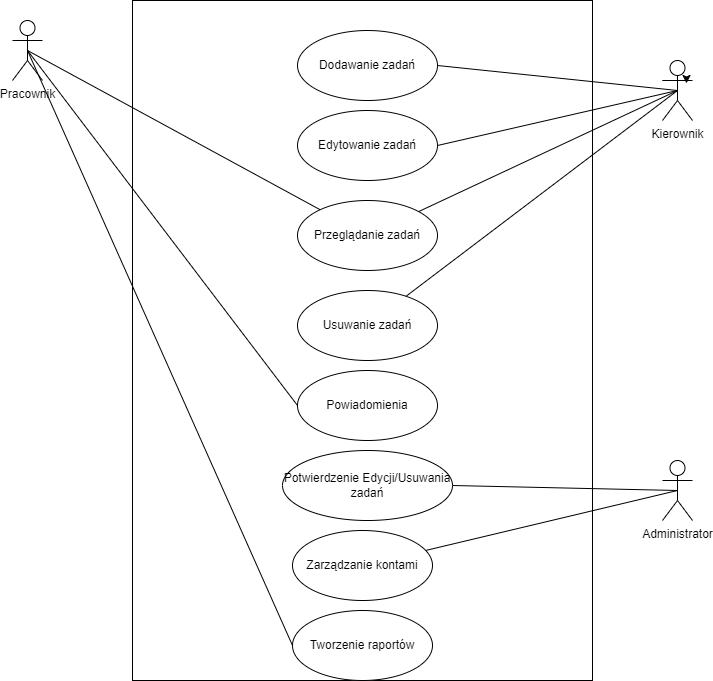 Pracownik
Dodawanie zadań
Kierownik
Edytowanie zadań
Przeglądanie zadań
Usuwanie zadań
Powiadomienia
Potwierdzenie Edycji/Usuwania
zadań
Administrator
Zarządzanie kontami
Tworzenie raportów